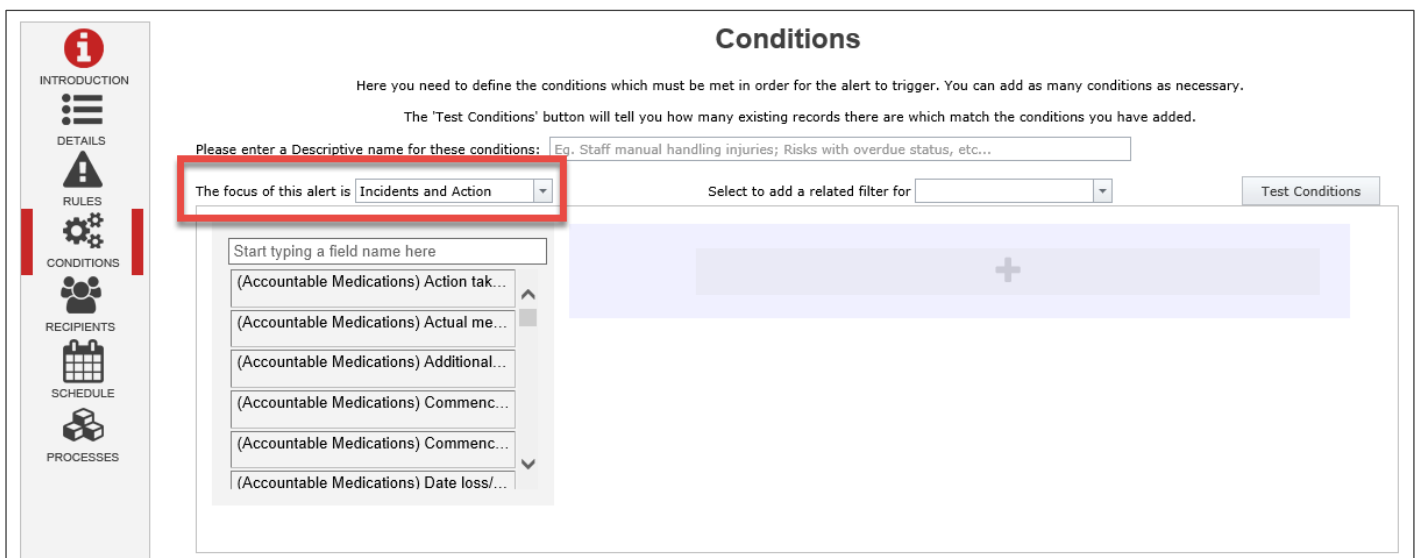 Conditions
INTRODUCTION
Here you need to define the conditions which must be met in order for the alert to trigger. You can add as many conditions as necessary.
The 'Test Conditions' button will tell you how many existing records there are which match the conditions you have added.
DETAILS
Please enter a Descriptive name for these conditions: Eg. Staff manual handling injuries; Risks with overdue status, etc...
The focus of this alert is Incidents and Action Select to add a related filter for Test Conditions
RULES
Start typing a field name here
CONDITIONS
(Accountable Medications) Action tak...
(Accountable Medications) Actual me...
RECIPIENTS
(Accountable Medications) Additional...
SCHEDULE
(Accountable Medications) Commenc...
(Accountable Medications) Commenc...
PROCESSES
(Accountable Medications) Date loss/...